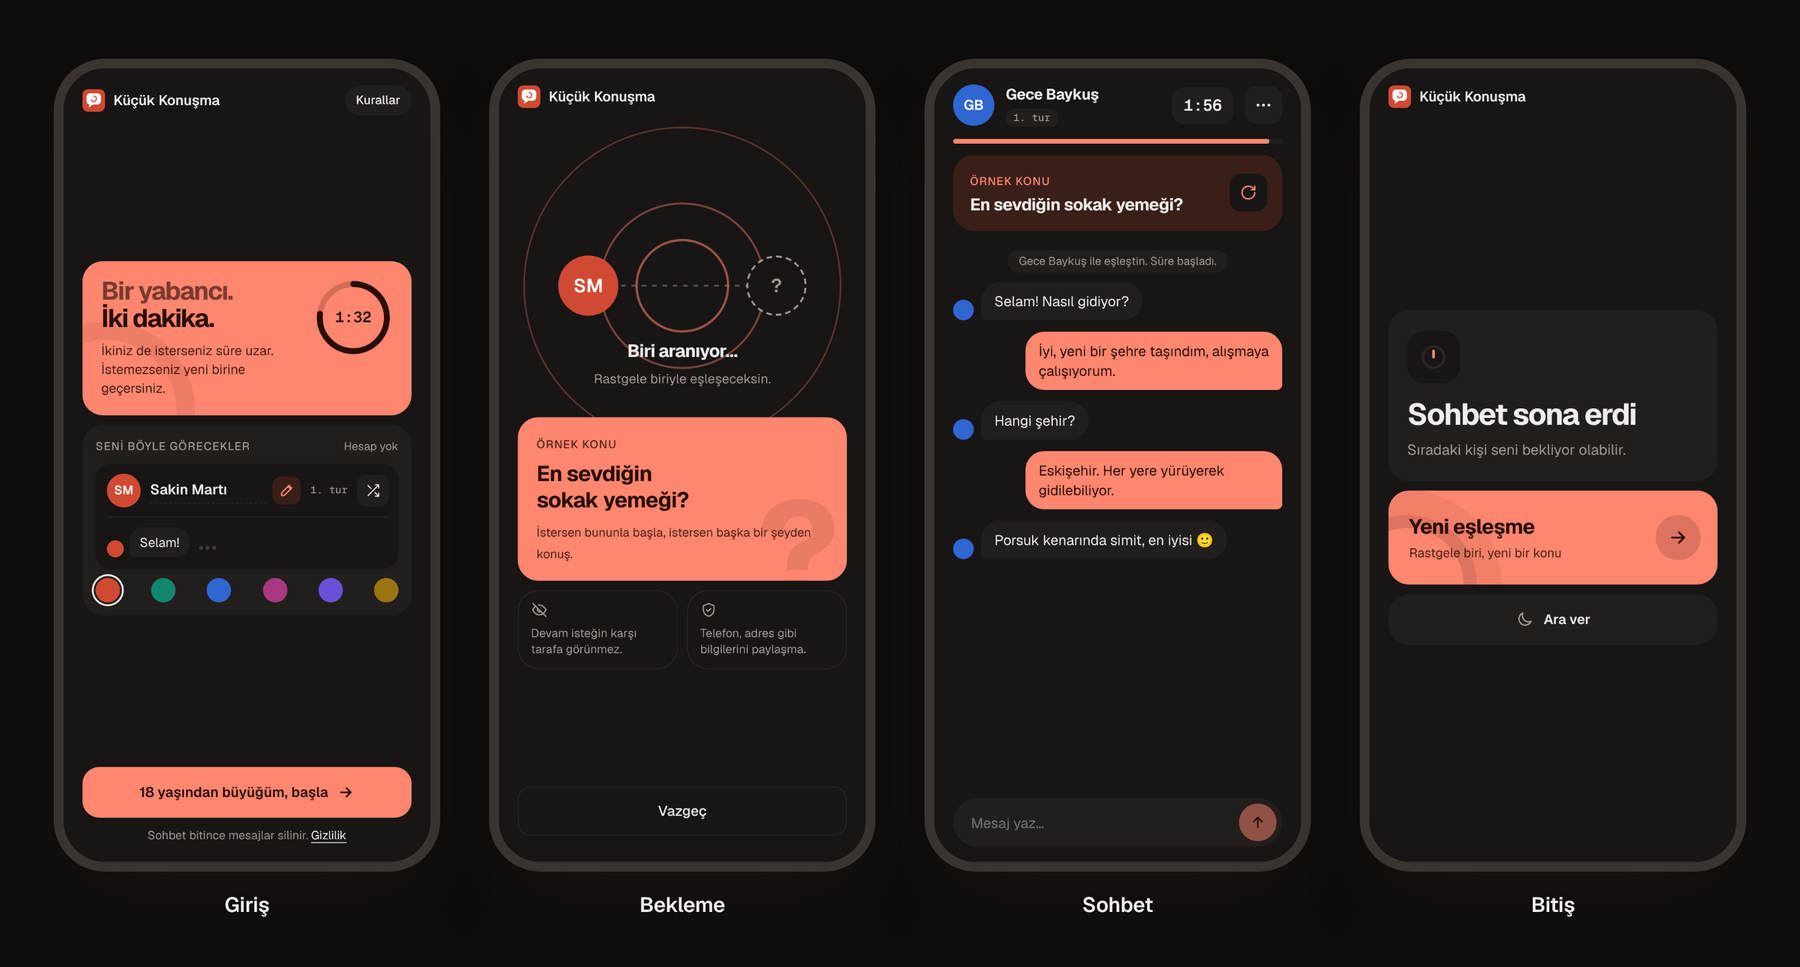 Küçük Konuşma
Kurallar
Bir yabancı.
İki dakika.
1:32
İkiniz de isterseniz süre uzar.
İstemezseniz yeni birine
geçersiniz.
SENİ BÖYLE GÖRECEKLER
Hesap yok
SM
Sakin Martı
1. tur
Selam!
18 yaşından büyüğüm, başla →
Sohbet bitince mesajlar silinir. Gizlilik
Giriş
Küçük Konuşma
SM
?
Biri aranıyor...
Rastgele biriyle eşleşeceksin.
ÖRNEK KONU
En sevdiğin
sokak yemeği?
İstersen bununla başla, istersen başka bir şeyden
konuş.
?
Devam isteğin karşı
tarafa görünmez.
Telefon, adres gibi
bilgilerini paylaşma.
Vazgeç
Bekleme
GB
Gece Baykuş
1. tur
1:56
ÖRNEK KONU
En sevdiğin sokak yemeği?
Gece Baykuş ile eşleştin. Süre başladı.
Selam! Nasıl gidiyor?
İyi, yeni bir şehre taşındım, alışmaya
çalışıyorum.
Hangi şehir?
Eskişehir. Her yere yürüyerek
gidilebiliyor.
Porsuk kenarında simit, en iyisi 🙂
Mesaj yaz...
Sohbet
Küçük Konuşma
Sohbet sona erdi
Sıradaki kişi seni bekliyor olabilir.
Yeni eşleşme
Rastgele biri, yeni bir konu
Ara ver
Bitiş